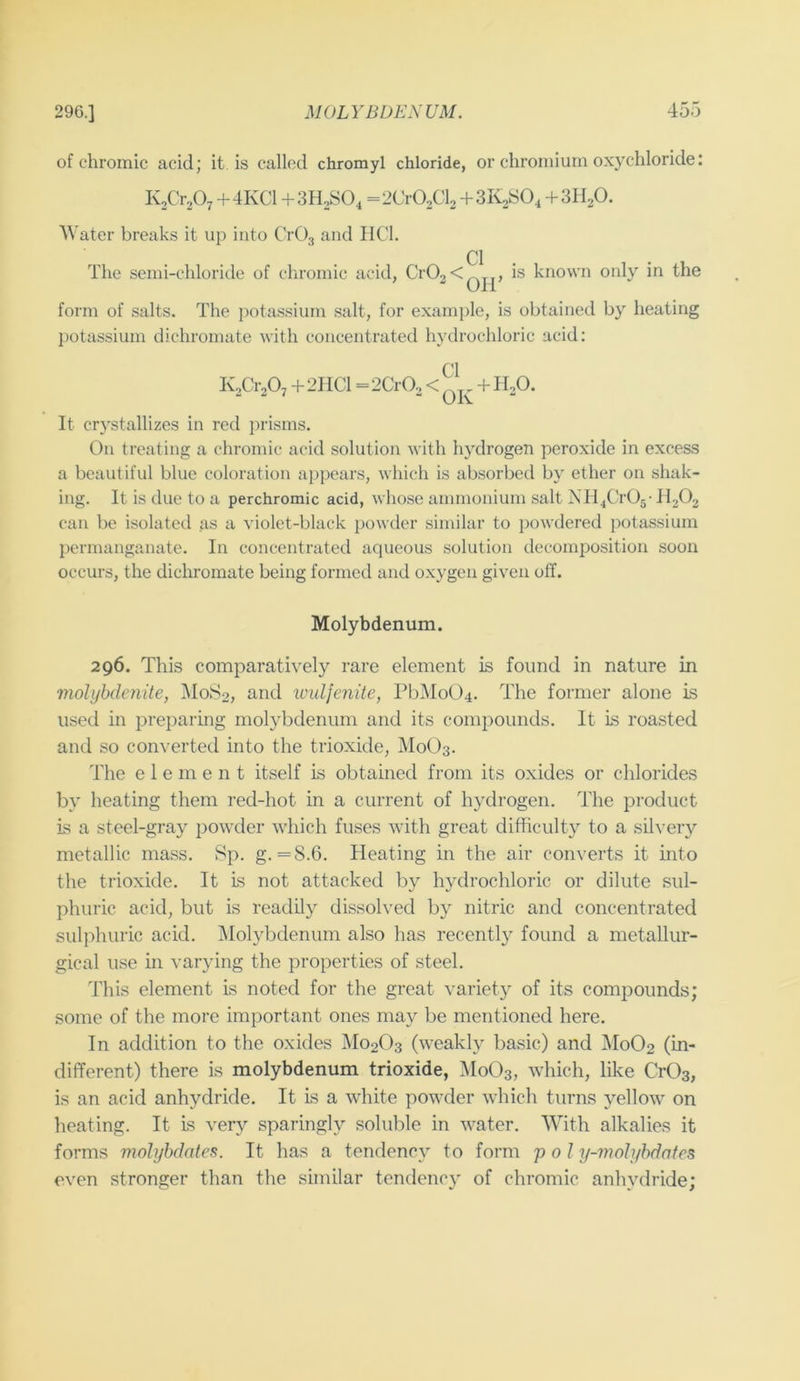 296.] MOLYBDENUM. 455
of chromic acid; it is called chromyl chloride, or chromium oxychloride:
K₂Cr₂O₇ + 4KCl + 3H₂SO₄ = 2CrO₂Cl₂ + 3K₂SO₄ + 3H₂O.
Water breaks it up into CrO₃ and HCl.
The semi-chloride of chromic acid, CrO₂<Cl OH, is known only in the
form of salts. The potassium salt, for example, is obtained by heating
potassium dichromate with concentrated hydrochloric acid:
K₂Cr₂O₇ + 2HCl = 2CrO₂<Cl OK + H₂O.
It crystallizes in red prisms.
On treating a chromic acid solution with hydrogen peroxide in excess
a beautiful blue coloration appears, which is absorbed by ether on shak-
ing. It is due to a perchromic acid, whose ammonium salt NH₄CrO₅·H₂O₂
can be isolated as a violet-black powder similar to powdered potassium
permanganate. In concentrated aqueous solution decomposition soon
occurs, the dichromate being formed and oxygen given off.
Molybdenum.
296. This comparatively rare element is found in nature in
molybdenite, MoS₂, and wulfenite, PbMoO₄. The former alone is
used in preparing molybdenum and its compounds. It is roasted
and so converted into the trioxide, MoO₃.
The element itself is obtained from its oxides or chlorides
by heating them red-hot in a current of hydrogen. The product
is a steel-gray powder which fuses with great difficulty to a silvery
metallic mass. Sp. g. = 8.6. Heating in the air converts it into
the trioxide. It is not attacked by hydrochloric or dilute sul-
phuric acid, but is readily dissolved by nitric and concentrated
sulphuric acid. Molybdenum also has recently found a metallur-
gical use in varying the properties of steel.
This element is noted for the great variety of its compounds;
some of the more important ones may be mentioned here.
In addition to the oxides Mo₂O₃ (weakly basic) and MoO₂ (in-
different) there is molybdenum trioxide, MoO₃, which, like CrO₃,
is an acid anhydride. It is a white powder which turns yellow on
heating. It is very sparingly soluble in water. With alkalies it
forms molybdates. It has a tendency to form poly-molybdates
even stronger than the similar tendency of chromic anhydride;